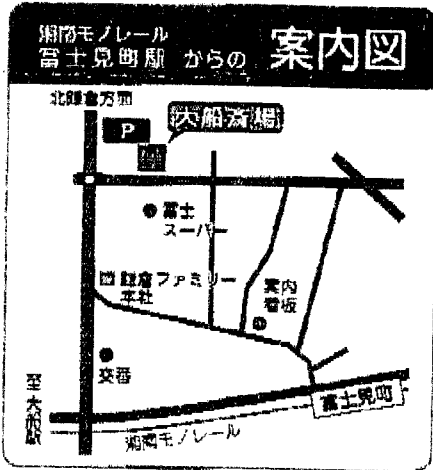 湘南モノレール
富士見町駅 からの 案内図
北鎌倉方面
P
大船斎場
富士
スーパー
鎌倉ファミリー
本社
案内
看板
交番
至大船駅
富士見町
湘南モノレール